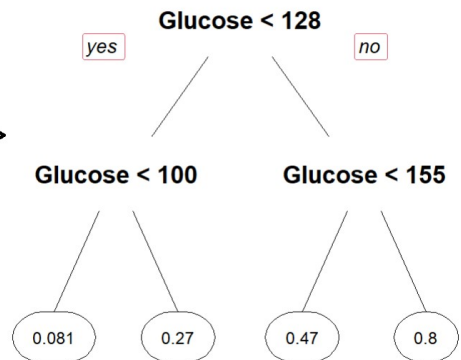 Glucose < 128
yes
no
Glucose < 100
Glucose < 155
0.081
0.27
0.47
0.8